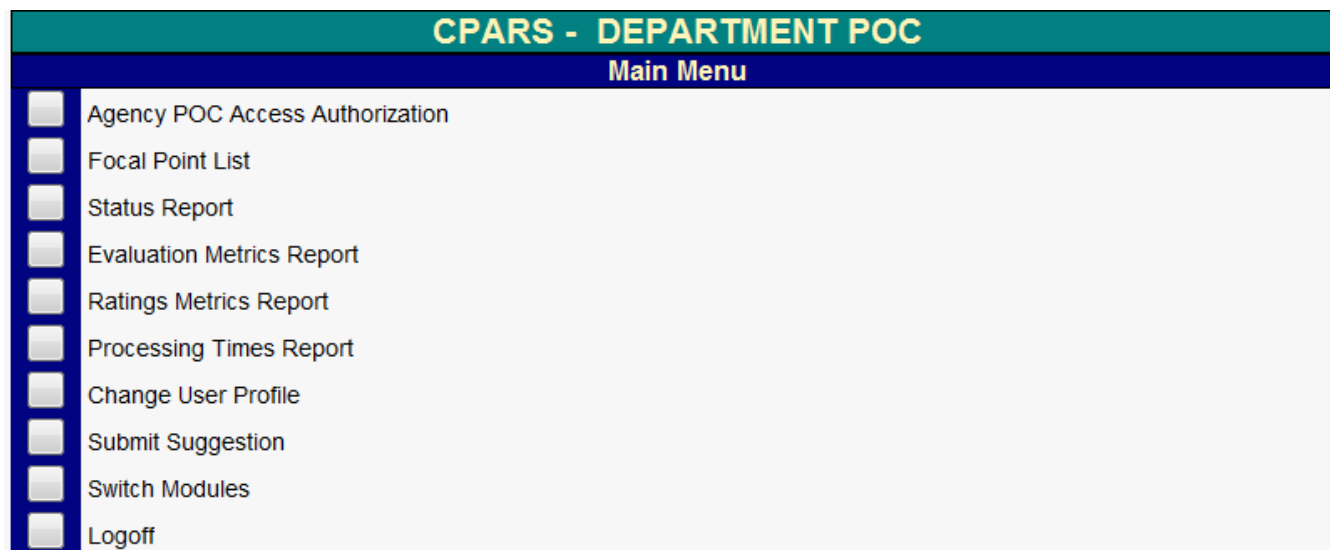 CPARS - DEPARTMENT POC
Main Menu
Agency POC Access Authorization
Focal Point List
Status Report
Evaluation Metrics Report
Ratings Metrics Report
Processing Times Report
Change User Profile
Submit Suggestion
Switch Modules
Logoff